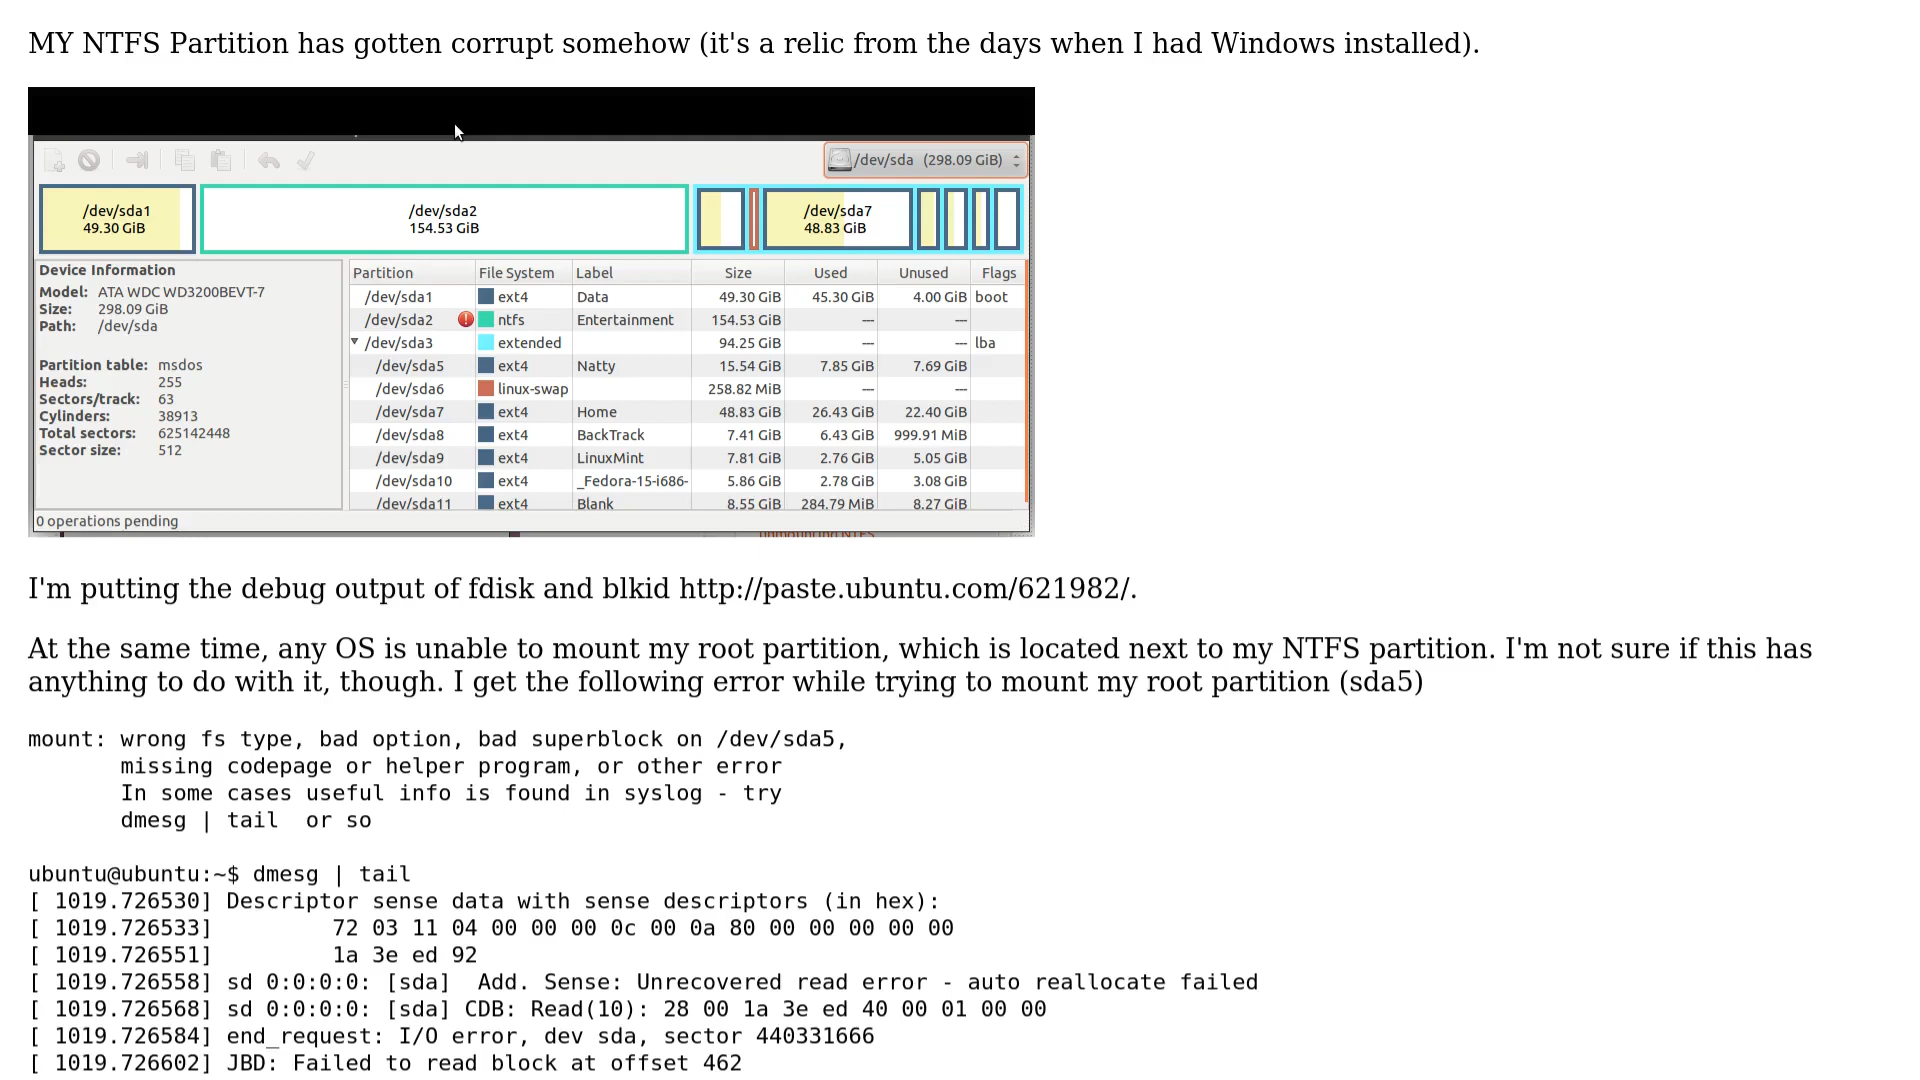 MY NTFS Partition has gotten corrupt somehow (it's a relic from the days when I had Windows installed).
/dev/sda (298.09 GiB)
/dev/sda1
49.30 GiB
/dev/sda2
154.53 GiB
/dev/sda7
48.83 GiB
Device Information
Model: ATA WDC WD3200BEVT-7
Size: 298.09 GiB
Path: /dev/sda
Partition table: msdos
Heads: 255
Sectors/track: 63
Cylinders: 38913
Total sectors: 625142448
Sector size: 512
Partition File System Label Size Used Unused Flags
/dev/sda1 ext4 Data 49.30 GiB 45.30 GiB 4.00 GiB boot
/dev/sda2 ntfs Entertainment 154.53 GiB --- ---
/dev/sda3 extended 94.25 GiB --- --- lba
/dev/sda5 ext4 Natty 15.54 GiB 7.85 GiB 7.69 GiB
/dev/sda6 linux-swap 258.82 MiB --- ---
/dev/sda7 ext4 Home 48.83 GiB 26.43 GiB 22.40 GiB
/dev/sda8 ext4 BackTrack 7.41 GiB 6.43 GiB 999.91 MiB
/dev/sda9 ext4 LinuxMint 7.81 GiB 2.76 GiB 5.05 GiB
/dev/sda10 ext4 _Fedora-15-i686- 5.86 GiB 2.78 GiB 3.08 GiB
/dev/sda11 ext4 Blank 8.55 GiB 284.79 MiB 8.27 GiB
0 operations pending
unmounting NTFS
I'm putting the debug output of fdisk and blkid http://paste.ubuntu.com/621982/.
At the same time, any OS is unable to mount my root partition, which is located next to my NTFS partition. I'm not sure if this has
anything to do with it, though. I get the following error while trying to mount my root partition (sda5)
mount: wrong fs type, bad option, bad superblock on /dev/sda5,
missing codepage or helper program, or other error
In some cases useful info is found in syslog - try
dmesg | tail  or so
ubuntu@ubuntu:~$ dmesg | tail
[ 1019.726530] Descriptor sense data with sense descriptors (in hex):
[ 1019.726533]         72 03 11 04 00 00 00 0c 00 0a 80 00 00 00 00 00
[ 1019.726551]         1a 3e ed 92
[ 1019.726558] sd 0:0:0:0: [sda]  Add. Sense: Unrecovered read error - auto reallocate failed
[ 1019.726568] sd 0:0:0:0: [sda] CDB: Read(10): 28 00 1a 3e ed 40 00 01 00 00
[ 1019.726584] end_request: I/O error, dev sda, sector 440331666
[ 1019.726602] JBD: Failed to read block at offset 462